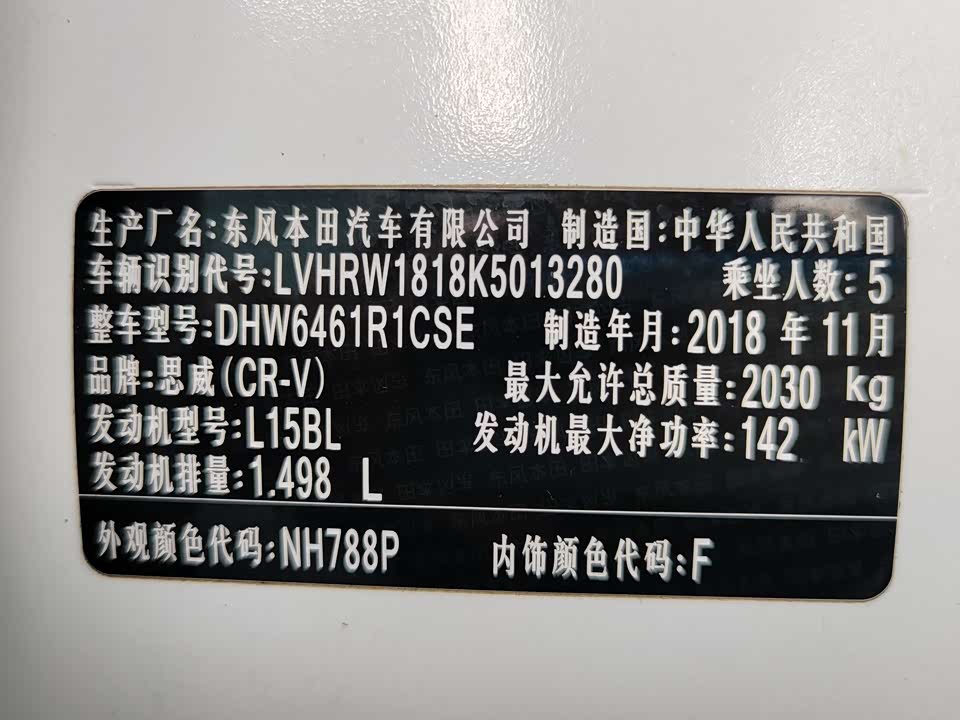 生产厂名:东风本田汽车有限公司 制造国:中华人民共和国
车辆识别代号:LVHRW1818K5013280 乘坐人数:5
整车型号:DHW6461R1CSE 制造年月:2018 年 11月
品牌:思威(CR-V) 最大允许总质量:2030 kg
发动机型号:L15BL 发动机最大净功率:142 kW
发动机排量:1.498 L
外观颜色代码:NH788P 内饰颜色代码:F